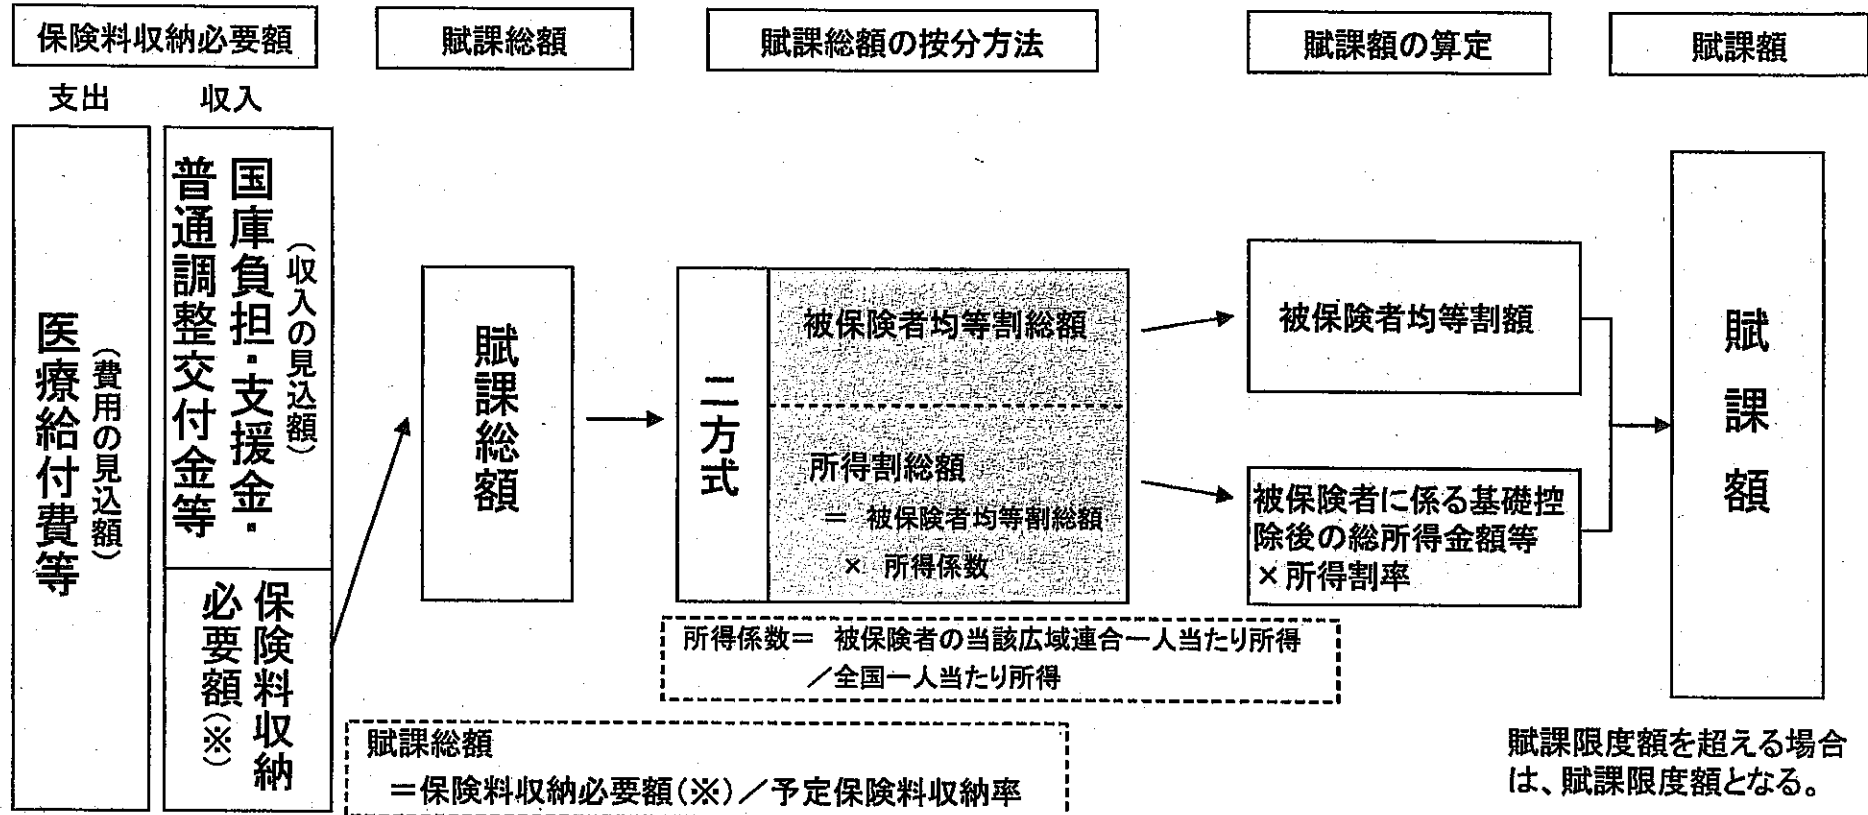 保険料収納必要額
賦課総額
賦課総額の按分方法
賦課額の算定
賦課額
支出
収入
医療給付費等
（費用の見込額）
国庫負担・支援金・
普通調整交付金等
（収入の見込額）
保険料収納
必要額（※）
賦課総額
二方式
被保険者均等割総額
所得割総額
＝ 被保険者均等割総額
× 所得係数
被保険者均等割額
被保険者に係る基礎控
除後の総所得金額等
×所得割率
賦課額
所得係数＝ 被保険者の当該広域連合一人当たり所得
／全国一人当たり所得
賦課総額
＝保険料収納必要額（※）／予定保険料収納率
賦課限度額を超える場合
は、賦課限度額となる。